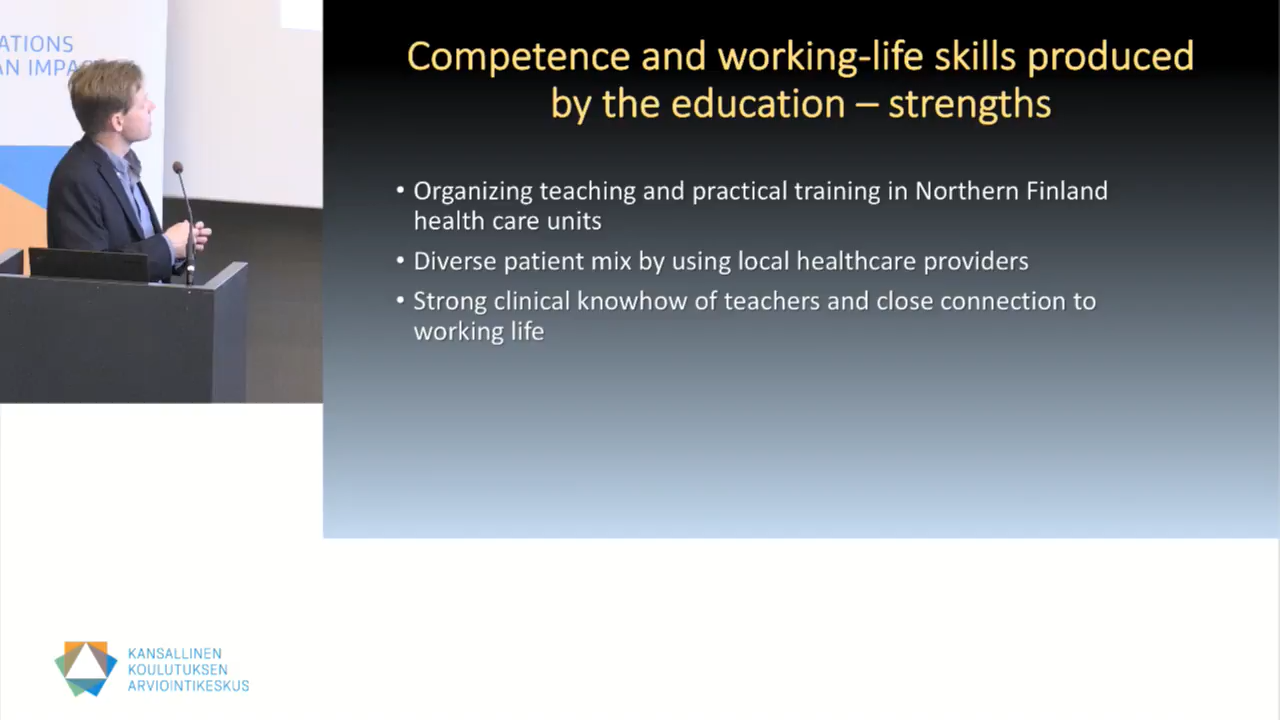 ATIONS
AN IMPA
Competence and working-life skills produced
by the education – strengths
• Organizing teaching and practical training in Northern Finland
health care units
• Diverse patient mix by using local healthcare providers
• Strong clinical knowhow of teachers and close connection to
working life
KANSALLINEN
KOULUTUKSEN
ARVIOINTIKESKUS